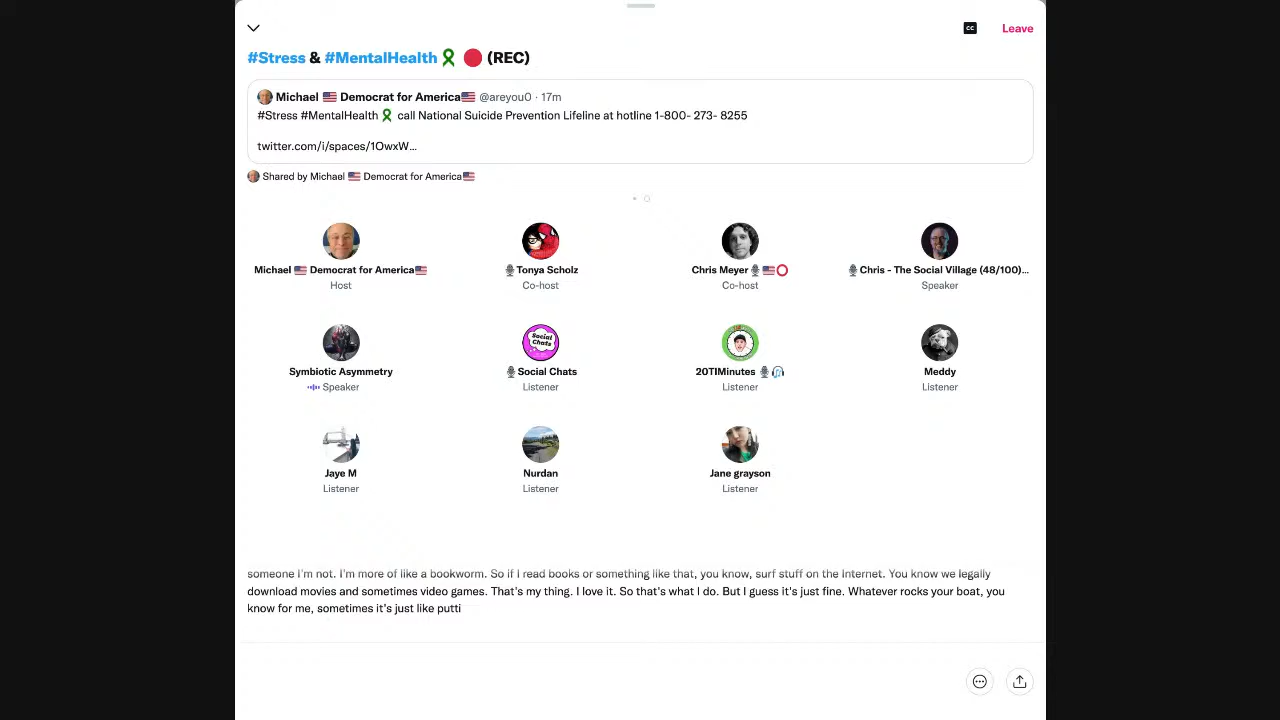 CC
Leave
#Stress & #MentalHealth🎗 🔴 (REC)
Michael 🇺🇸 Democrat for America🇺🇸 @areyou0 · 17m
#Stress #MentalHealth🎗 call National Suicide Prevention Lifeline at hotline 1-800- 273- 8255
twitter.com/i/spaces/1OwxW…
Shared by Michael 🇺🇸 Democrat for America🇺🇸
Michael 🇺🇸 Democrat for America🇺🇸
🎙Tonya Scholz
Chris Meyer🎙🇺🇸⭕
🎙Chris - The Social Village (48/100)…
Host
Co-host
Co-host
Speaker
Social Chats
Symbiotic Asymmetry
🎙Social Chats
20TIMinutes 🎙🎧
Meddy
Speaker
Listener
Listener
Listener
Jaye M
Nurdan
Jane grayson
Listener
Listener
Listener
someone I'm not. I'm more of like a bookworm. So if I read books or something like that, you know, surf stuff on the Internet. You know we legally
download movies and sometimes video games. That's my thing. I love it. So that's what I do. But I guess it's just fine. Whatever rocks your boat, you
know for me, sometimes it's just like putti